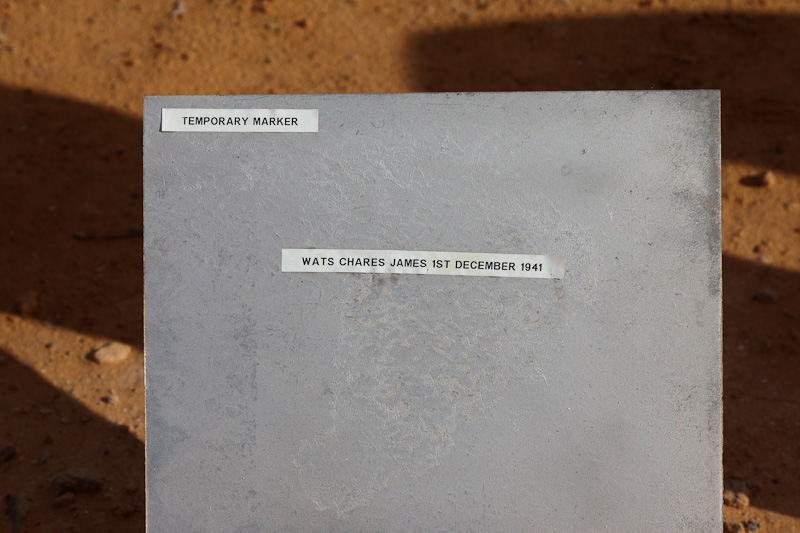 TEMPORARY MARKER
WATS CHARES JAMES 1ST DECEMBER 1941